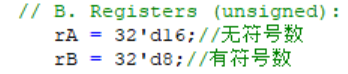 // B. Registers (unsigned):
rA = 32'd16;//无符号数
rB = 32'd8;//有符号数